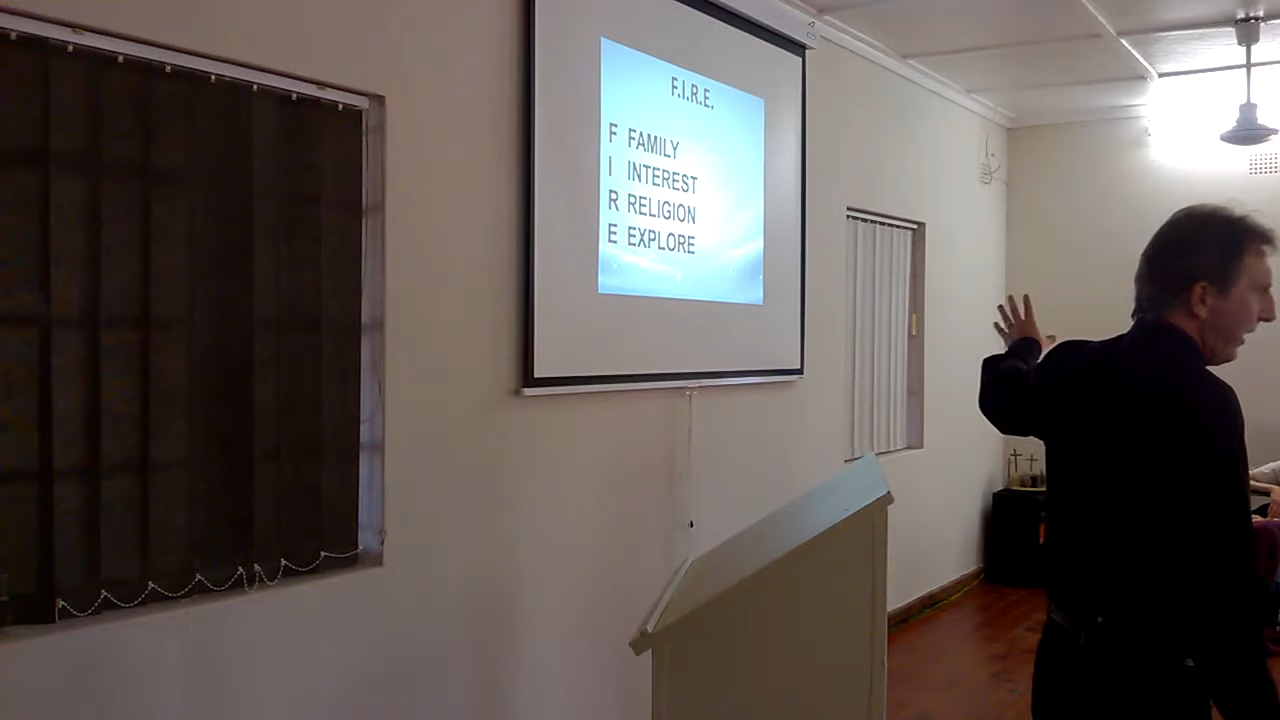 F.I.R.E.
F FAMILY
I INTEREST
R RELIGION
E EXPLORE